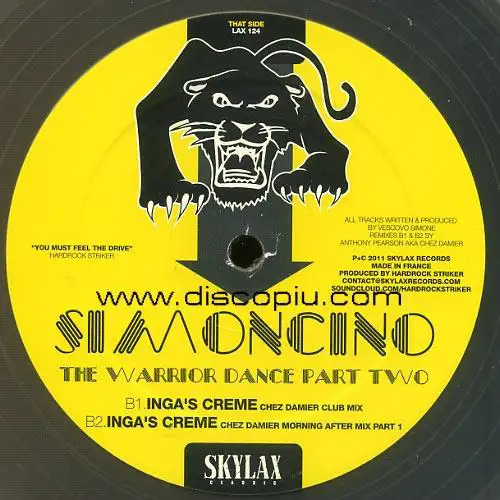 THAT SIDE
LAX 124
ALL TRACKS WRITTEN & PRODUCED
BY VESCOVO SIMONE
REMIXES B1 & B2 SY
ANTHONY PEARSON AKA CHEZ DAMIER
"YOU MUST FEEL THE DRIVE"
HARDROCK STRIKER
P+C 2011 SKYLAX RECORDS
MADE IN FRANCE
PRODUCED BY HARDROCK STRIKER
CONTACT@SKYLAXRECORDS.COM
SOUNDCLOUD.COM/HARDROCKSTRIKER
www.discopiu.com
SIMONCINO
THE WARRIOR DANCE PART TWO
B1.INGA'S CREME CHEZ DAMIER CLUB MIX
B2.INGA'S CREME CHEZ DAMIER MORNING AFTER MIX PART 1
SKYLAX
CLASSIC